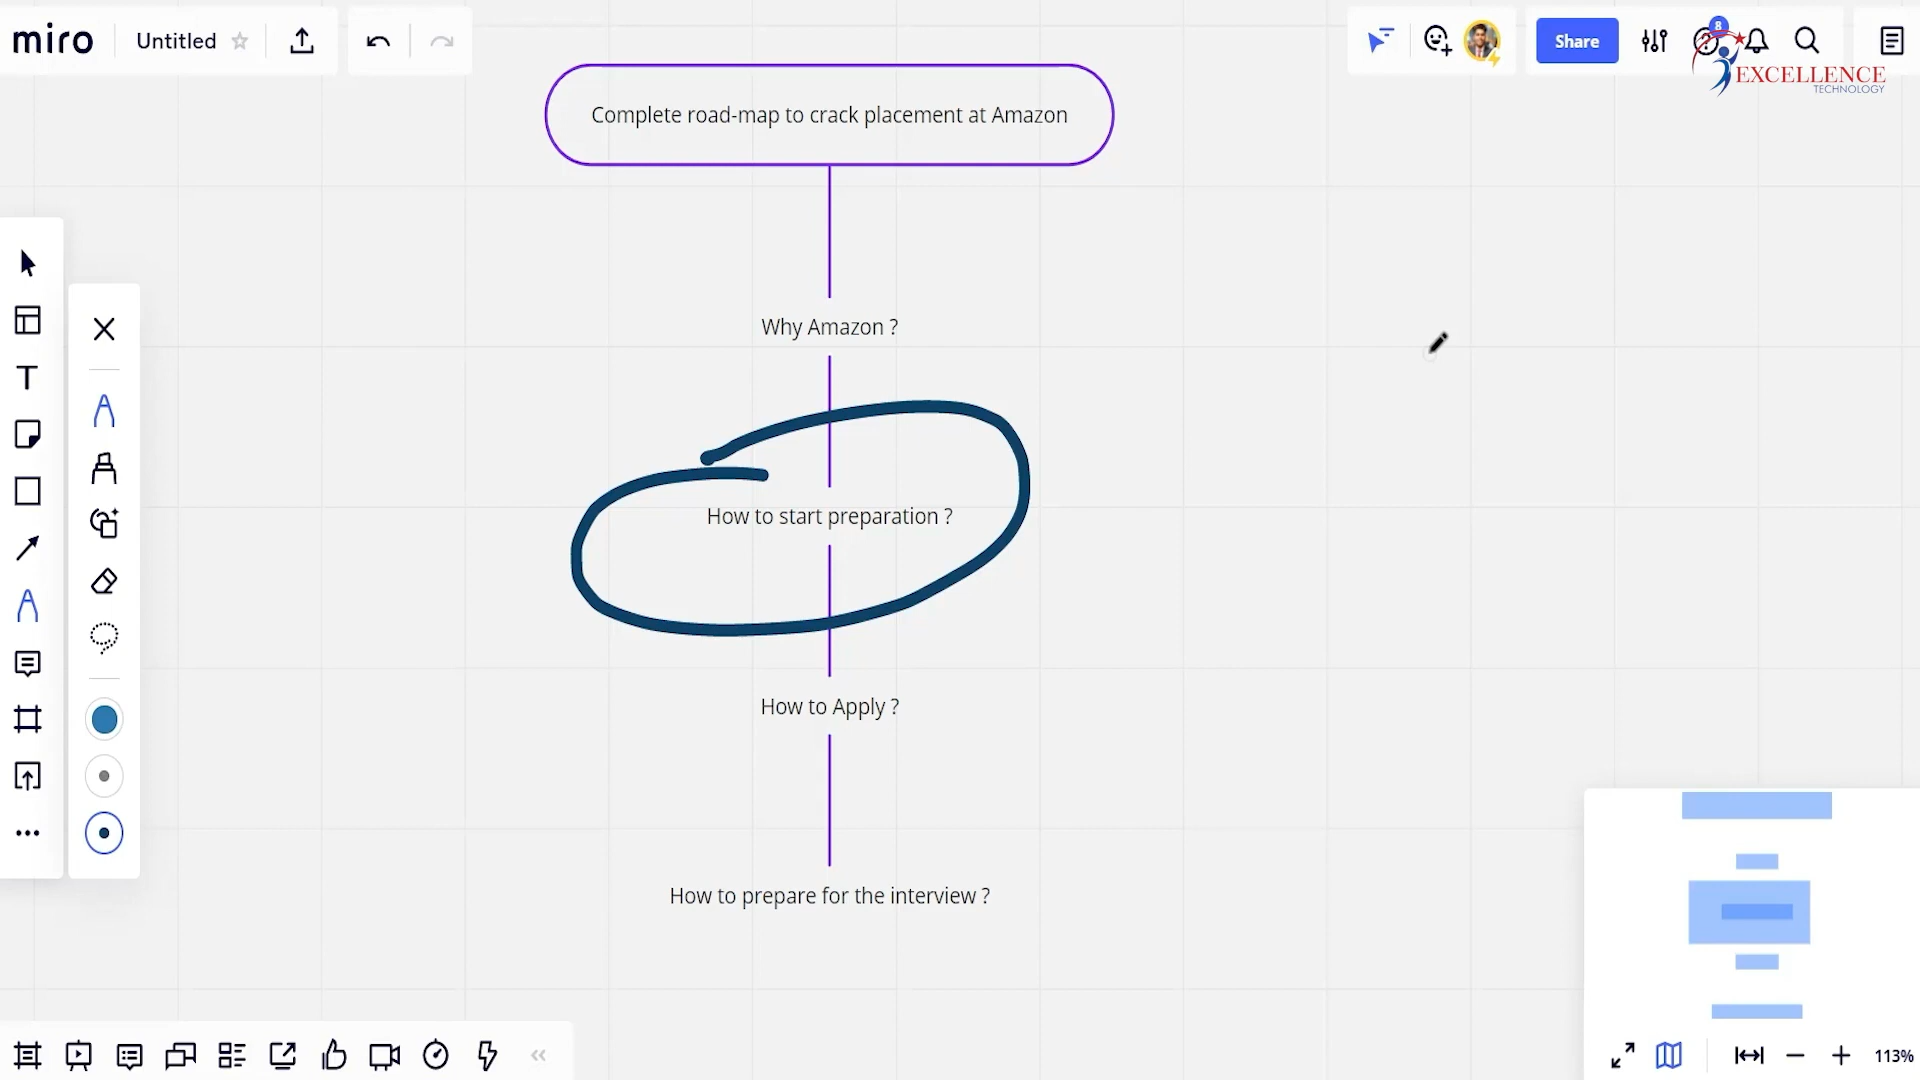 miro
Untitled
Share
8
EXCELLENCE
TECHNOLOGY
Complete road-map to crack placement at Amazon
Why Amazon ?
How to start preparation ?
How to Apply ?
How to prepare for the interview ?
113%